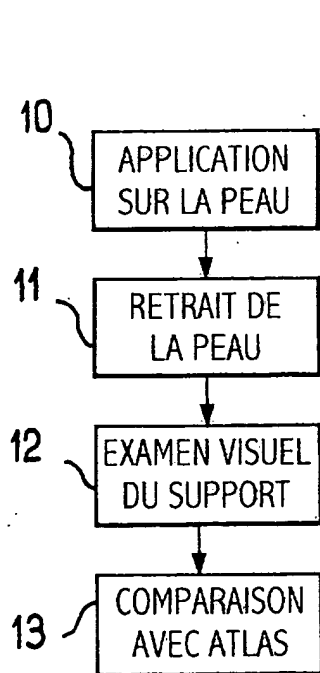 10
APPLICATION
SUR LA PEAU
11
RETRAIT DE
LA PEAU
12
EXAMEN VISUEL
DU SUPPORT
13
COMPARAISON
AVEC ATLAS